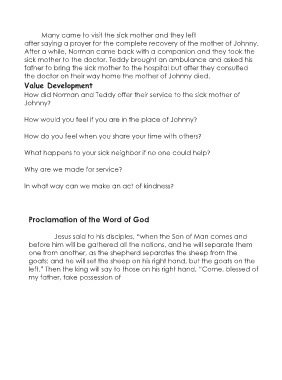 Many came to visit the sick mother and they left
after saying a prayer for the complete recovery of the mother of Johnny.
After a while, Norman came back with a companion and they took the
sick mother to the doctor. Teddy brought an ambulance and asked his
father to bring the sick mother to the hospital but after they consulted
the doctor on their way home the mother of Johnny died.
Value Development
How did Norman and Teddy offer their service to the sick mother of
Johnny?
How would you feel if you are in the place of Johnny?
How do you feel when you share your time with others?
What happens to your sick neighbor if no one could help?
Why are we made for service?
In what way can we make an act of kindness?
Proclamation of the Word of God
Jesus said to his disciples, "when the Son of Man comes and
before him will be gathered all the nations, and he will separate them
one from another, as the shepherd separates the sheep from the
goats; and he will set the sheep on his right hand, but the goats on the
left." Then the king will say to those on his right hand, "Come, blessed of
my father, take possession of